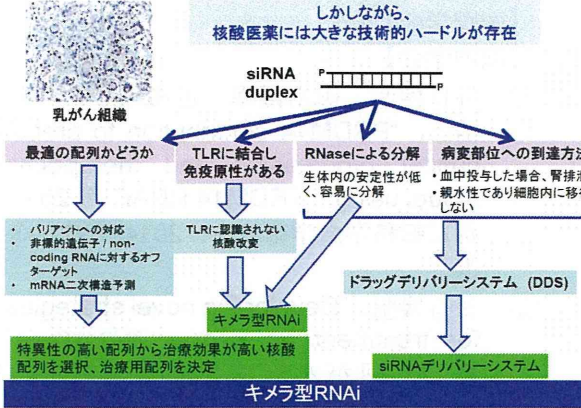 しかしながら、
核酸医薬には大きな技術的ハードルが存在
siRNA
duplex
P
P
乳がん組織
最適の配列かどうか
TLRに結合し
免疫原性がある
RNaseによる分解
病変部位への到達方法
生体内の安定性が低
く、容易に分解
• 血中投与した場合、腎排泄
• 親水性であり細胞内に移行
しない
• バリアントへの対応
• 非標的遺伝子 / non-
coding RNAに対するオフ
ターゲット
• mRNA二次構造予測
TLRに認識されない
核酸改変
ドラッグデリバリーシステム (DDS)
キメラ型RNAi
特異性の高い配列から治療効果が高い核酸
配列を選択、治療用配列を決定
siRNAデリバリーシステム
キメラ型RNAi